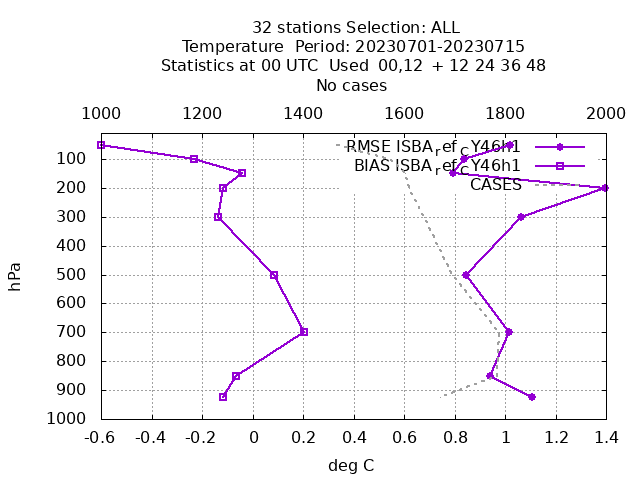 32 stations Selection: ALL
Temperature  Period: 20230701-20230715
Statistics at 00 UTC  Used  00,12  + 12 24 36 48
No cases
1000 1200 1400 1600 1800 2000
RMSE ISBA_ref_CY46h1
BIAS ISBA_ref_CY46h1
CASES
100
200
300
400
500
600
700
800
900
1000
hPa
-0.6 -0.4 -0.2 0 0.2 0.4 0.6 0.8 1 1.2 1.4
deg C